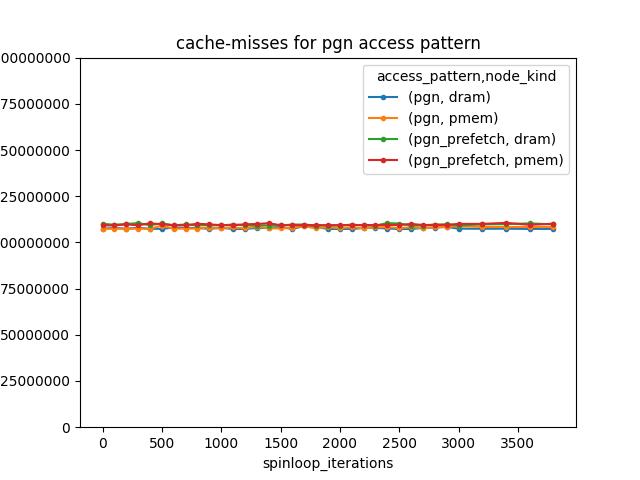 cache-misses for pgn access pattern
access_pattern,node_kind
(pgn, dram)
(pgn, pmem)
(pgn_prefetch, dram)
(pgn_prefetch, pmem)
00000000
75000000
50000000
25000000
00000000
75000000
50000000
25000000
0
0 500 1000 1500 2000 2500 3000 3500
spinloop_iterations